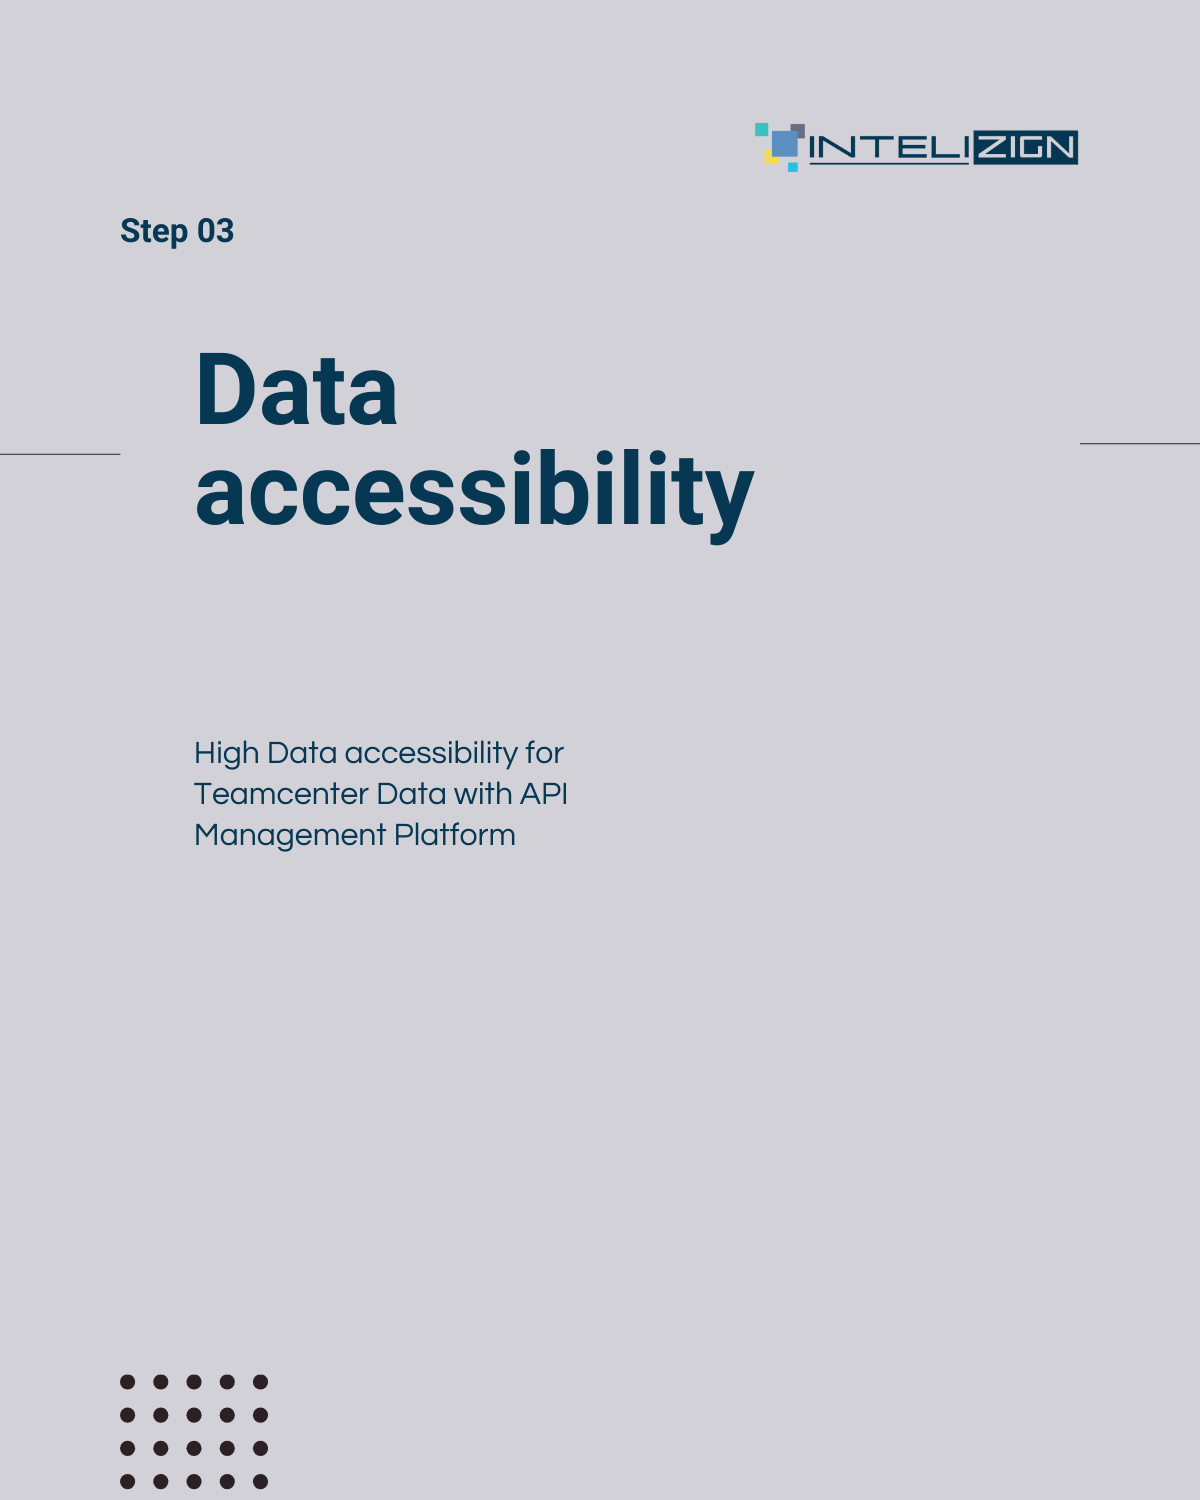 INTELIZIGN
Step 03
Data
accessibility
High Data accessibility for
Teamcenter Data with API
Management Platform